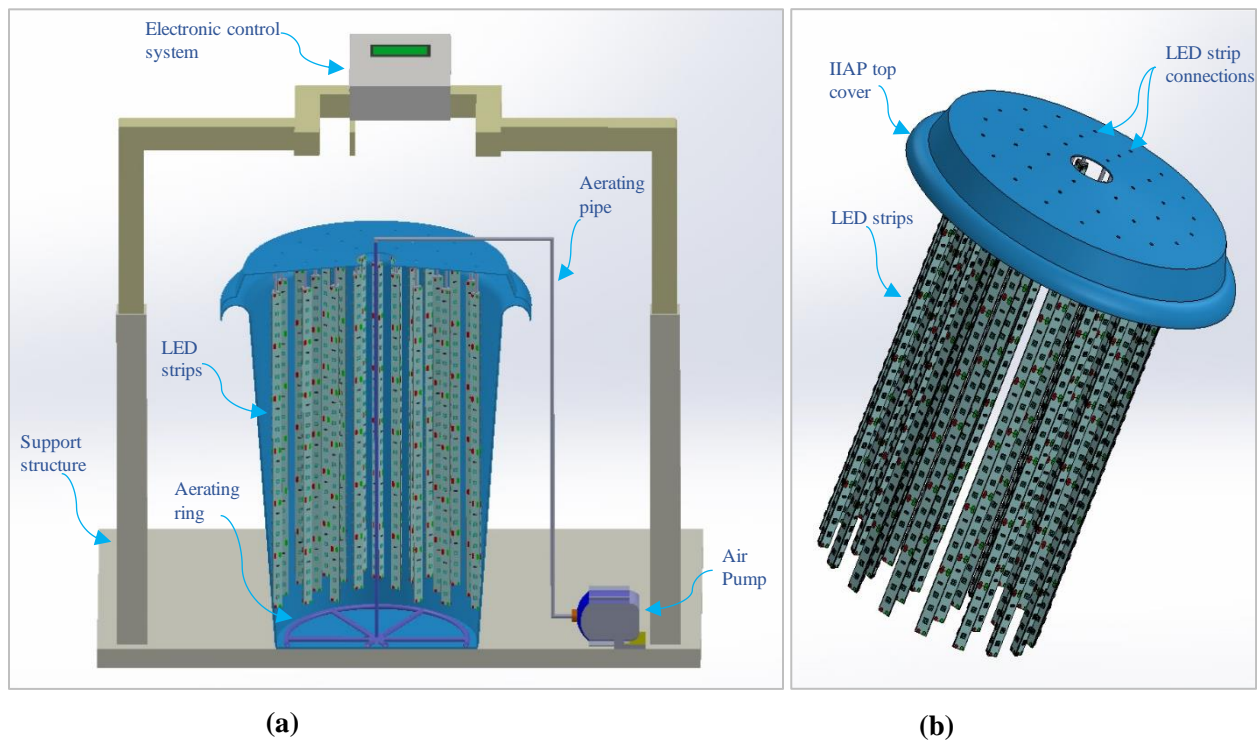 Electronic control
system
Aerating
pipe
LED
strips
Support
structure
Aerating
ring
Air
Pump
IIAP top
cover
LED strip
connections
LED strips
(a)
(b)